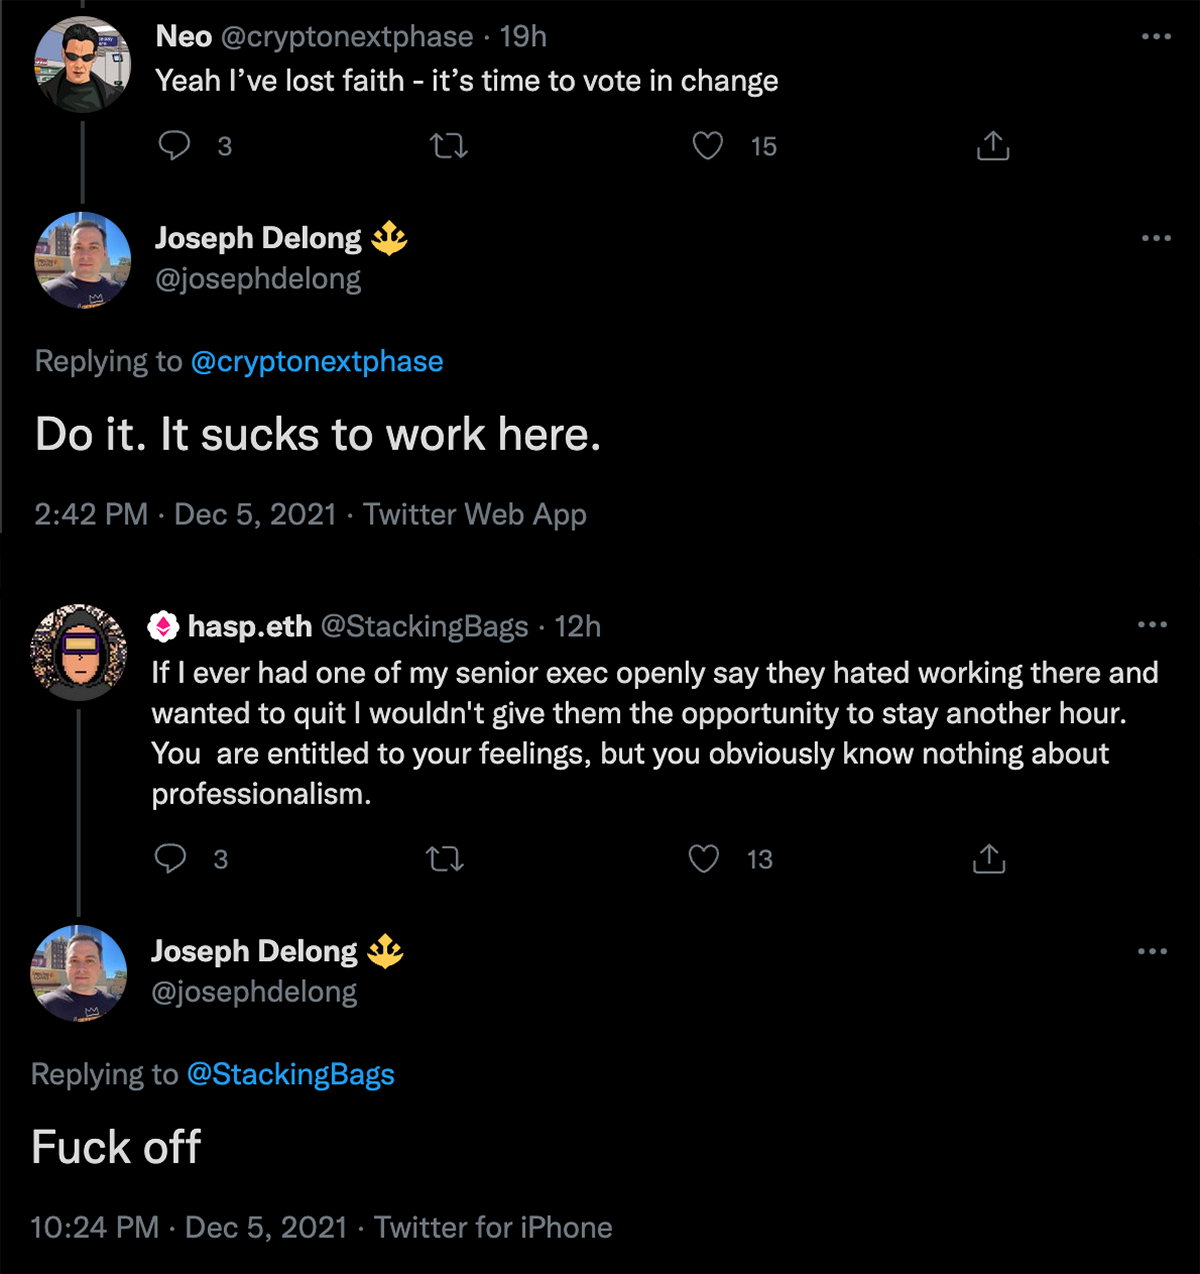 Neo @cryptonextphase · 19h
Yeah I’ve lost faith - it’s time to vote in change
3 15
Joseph Delong
@josephdelong
Replying to @cryptonextphase
Do it. It sucks to work here.
2:42 PM · Dec 5, 2021 · Twitter Web App
hasp.eth @StackingBags · 12h
If I ever had one of my senior exec openly say they hated working there and
wanted to quit I wouldn't give them the opportunity to stay another hour.
You  are entitled to your feelings, but you obviously know nothing about
professionalism.
3 13
Joseph Delong
@josephdelong
Replying to @StackingBags
Fuck off
10:24 PM · Dec 5, 2021 · Twitter for iPhone